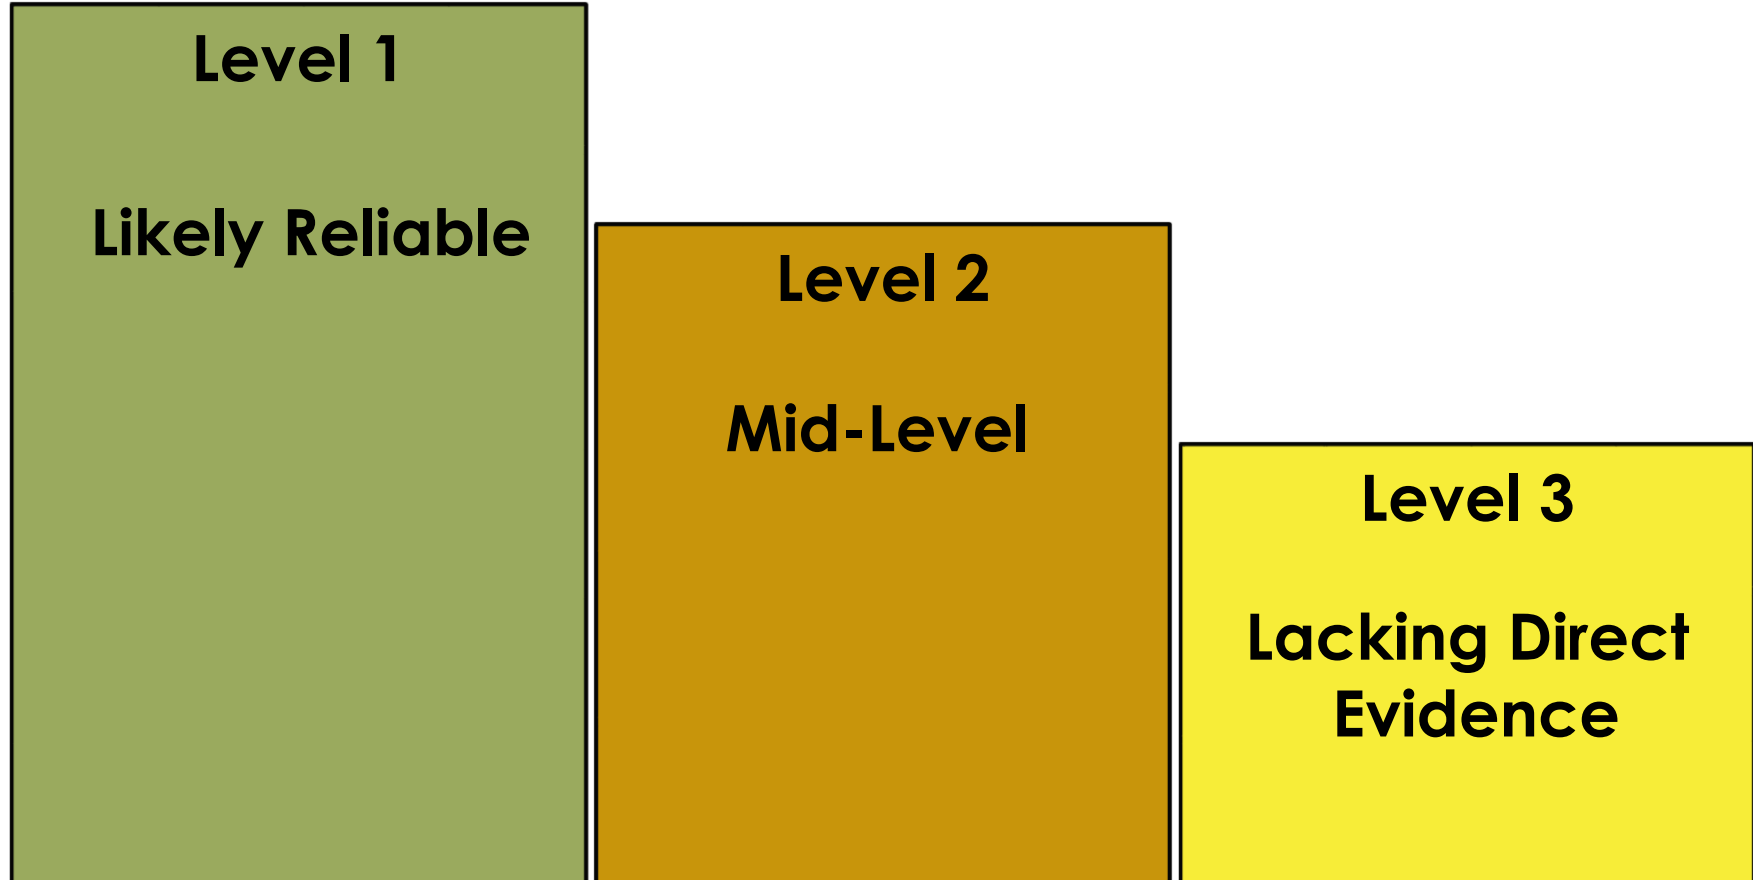 Level 1
Likely Reliable
Level 2
Mid-Level
Level 3
Lacking Direct
Evidence